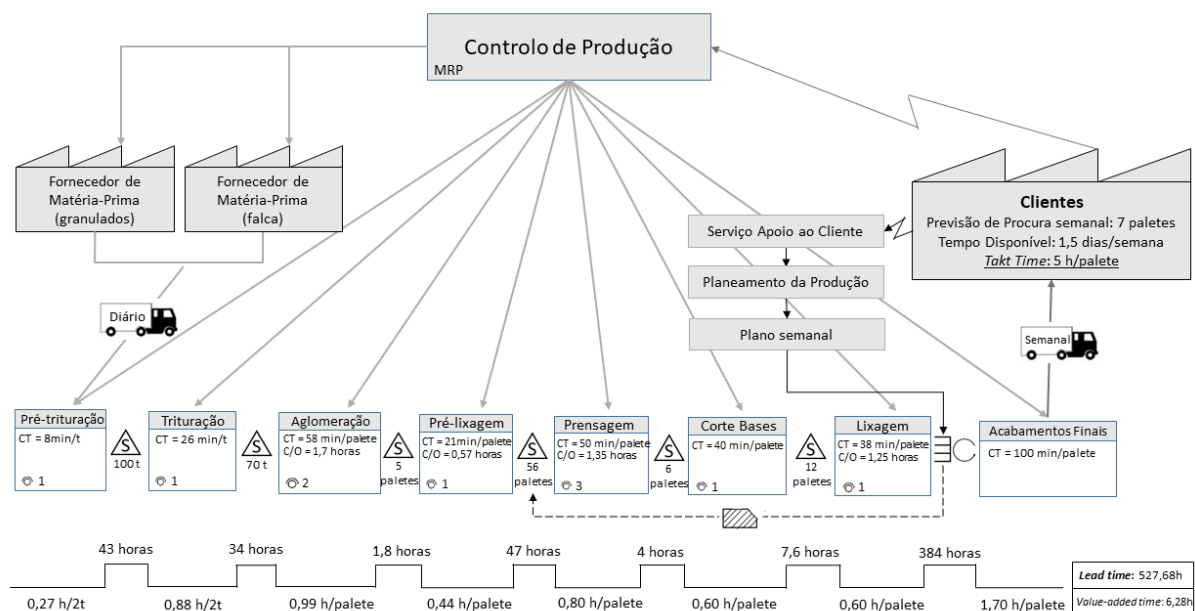 Controlo de Produção
MRP
Fornecedor de
Matéria-Prima
(granulados)
Fornecedor de
Matéria-Prima
(falca)
Clientes
Previsão de Procura semanal: 7 paletes
Tempo Disponível: 1,5 dias/semana
Takt Time: 5 h/palete
Serviço Apoio ao Cliente
Planeamento da Produção
Plano semanal
Diário
Semanal
Pré-trituração
CT = 8min/t
1
S
100 t
Trituração
CT = 26 min/t
1
S
70 t
Aglomeração
CT = 58 min/palete
C/O = 1,7 horas
2
S
5
paletes
Pré-lixagem
CT = 21min/palete
C/O = 0,57 horas
1
S
56
paletes
Prensagem
CT = 50 min/palete
C/O = 1,35 horas
3
S
6
paletes
Corte Bases
CT = 40 min/palete
1
S
12
paletes
Lixagem
CT = 38 min/palete
C/O = 1,25 horas
1
Acabamentos Finais
CT = 100 min/palete
43 horas
34 horas
1,8 horas
47 horas
4 horas
7,6 horas
384 horas
0,27 h/2t
0,88 h/2t
0,99 h/palete
0,44 h/palete
0,80 h/palete
0,60 h/palete
0,60 h/palete
1,70 h/palete
Lead time: 527,68h
Value-added time: 6,28h